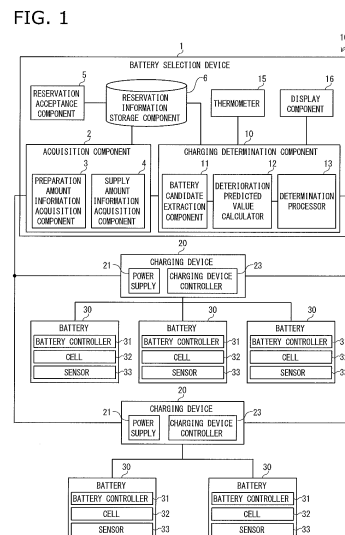 FIG. 1
10
1
BATTERY SELECTION DEVICE
5
RESERVATION
ACCEPTANCE
COMPONENT
6
RESERVATION
INFORMATION
STORAGE COMPONENT
15
THERMOMETER
16
DISPLAY
COMPONENT
2
ACQUISITION COMPONENT
3
PREPARATION
AMOUNT
INFORMATION
ACQUISITION
COMPONENT
4
SUPPLY
AMOUNT
INFORMATION
ACQUISITION
COMPONENT
10
CHARGING DETERMINATION COMPONENT
11
BATTERY
CANDIDATE
EXTRACTION
COMPONENT
12
DETERIORATION
PREDICTED
VALUE
CALCULATOR
13
DETERMINATION
PROCESSOR
20
CHARGING DEVICE
21
POWER
SUPPLY
23
CHARGING DEVICE
CONTROLLER
30
BATTERY
BATTERY CONTROLLER
31
CELL
32
SENSOR
33
30
BATTERY
BATTERY CONTROLLER
31
CELL
32
SENSOR
33
30
BATTERY
BATTERY CONTROLLER
CELL
SENSOR
20
CHARGING DEVICE
21
POWER
SUPPLY
23
CHARGING DEVICE
CONTROLLER
30
BATTERY
BATTERY CONTROLLER
31
CELL
32
SENSOR
33
30
BATTERY
BATTERY CONTROLLER
31
CELL
32
SENSOR
33